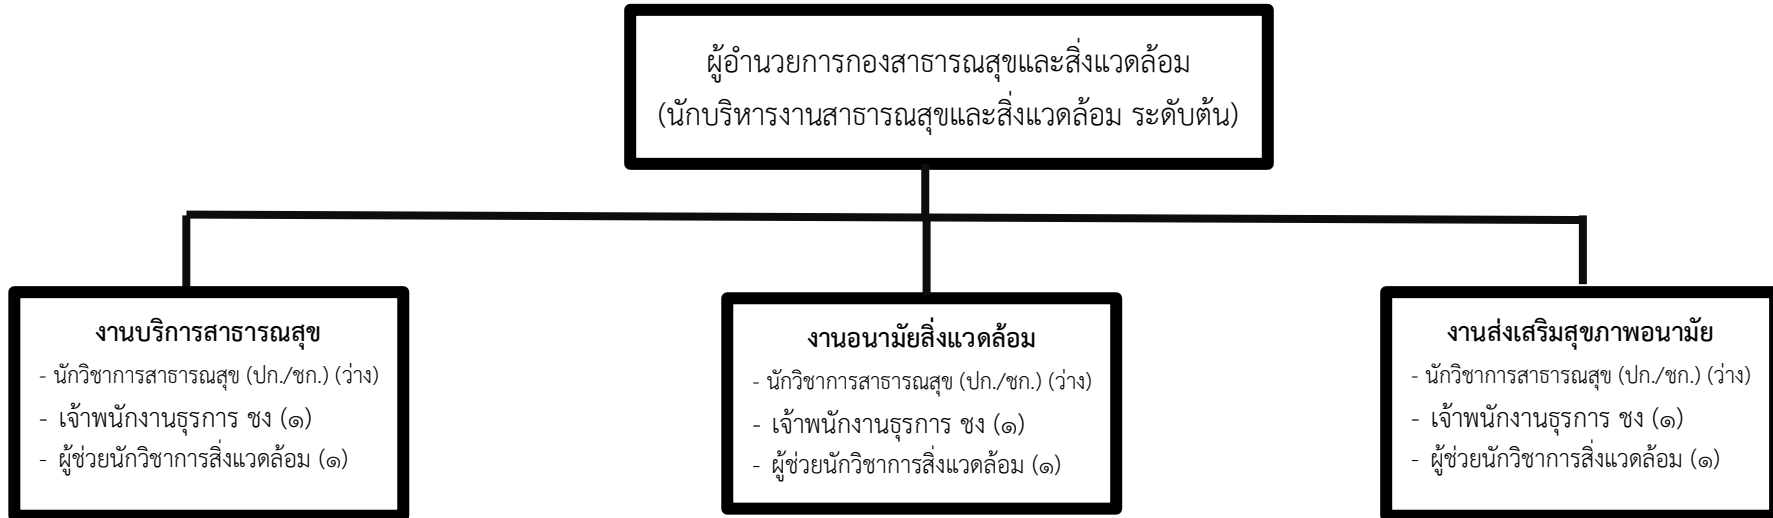 ผู้อำนวยการกองสาธารณสุขและสิ่งแวดล้อม
(นักบริหารงานสาธารณสุขและสิ่งแวดล้อม ระดับต้น)
งานบริการสาธารณสุข
- นักวิชาการสาธารณสุข (ปก./ชก.) (ว่าง)
- เจ้าพนักงานธุรการ ชง (๑)
- ผู้ช่วยนักวิชาการสิ่งแวดล้อม (๑)
งานอนามัยสิ่งแวดล้อม
- นักวิชาการสาธารณสุข (ปก./ชก.) (ว่าง)
- เจ้าพนักงานธุรการ ชง (๑)
- ผู้ช่วยนักวิชาการสิ่งแวดล้อม (๑)
งานส่งเสริมสุขภาพอนามัย
- นักวิชาการสาธารณสุข (ปก./ชก.) (ว่าง)
- เจ้าพนักงานธุรการ ชง (๑)
- ผู้ช่วยนักวิชาการสิ่งแวดล้อม (๑)